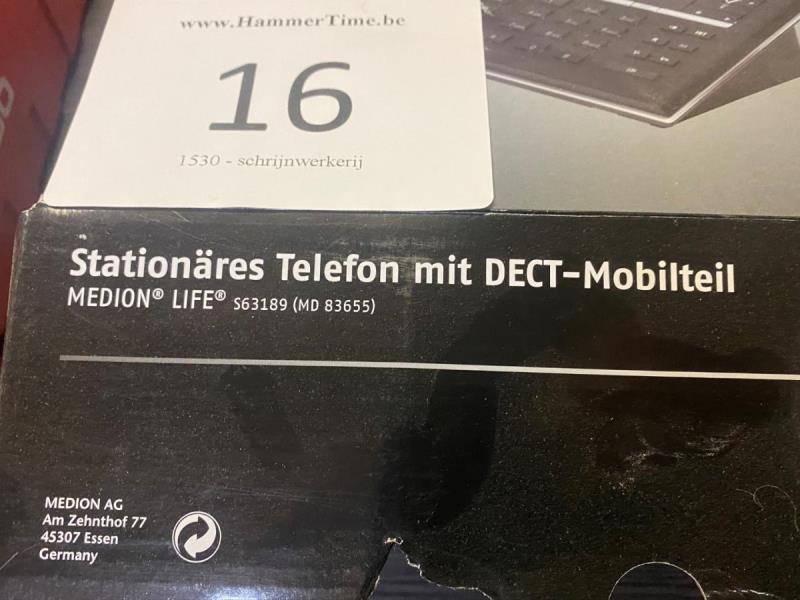 www.HammerTime.be
16
1530 - schrijnwerkerij
Stationäres Telefon mit DECT-Mobilteil
MEDION® LIFE® S63189 (MD 83655)
MEDION AG
Am Zehnthof 77
45307 Essen
Germany